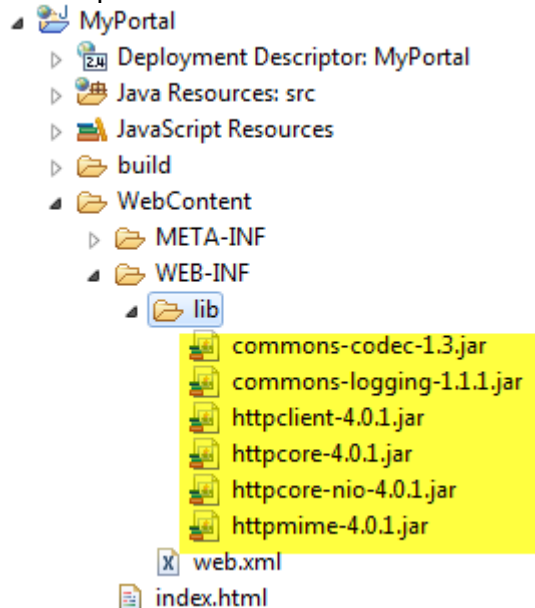 MyPortal
2.4 Deployment Descriptor: MyPortal
Java Resources: src
JavaScript Resources
build
WebContent
META-INF
WEB-INF
lib
commons-codec-1.3.jar
commons-logging-1.1.1.jar
httpclient-4.0.1.jar
httpcore-4.0.1.jar
httpcore-nio-4.0.1.jar
httpmime-4.0.1.jar
X web.xml
index.html